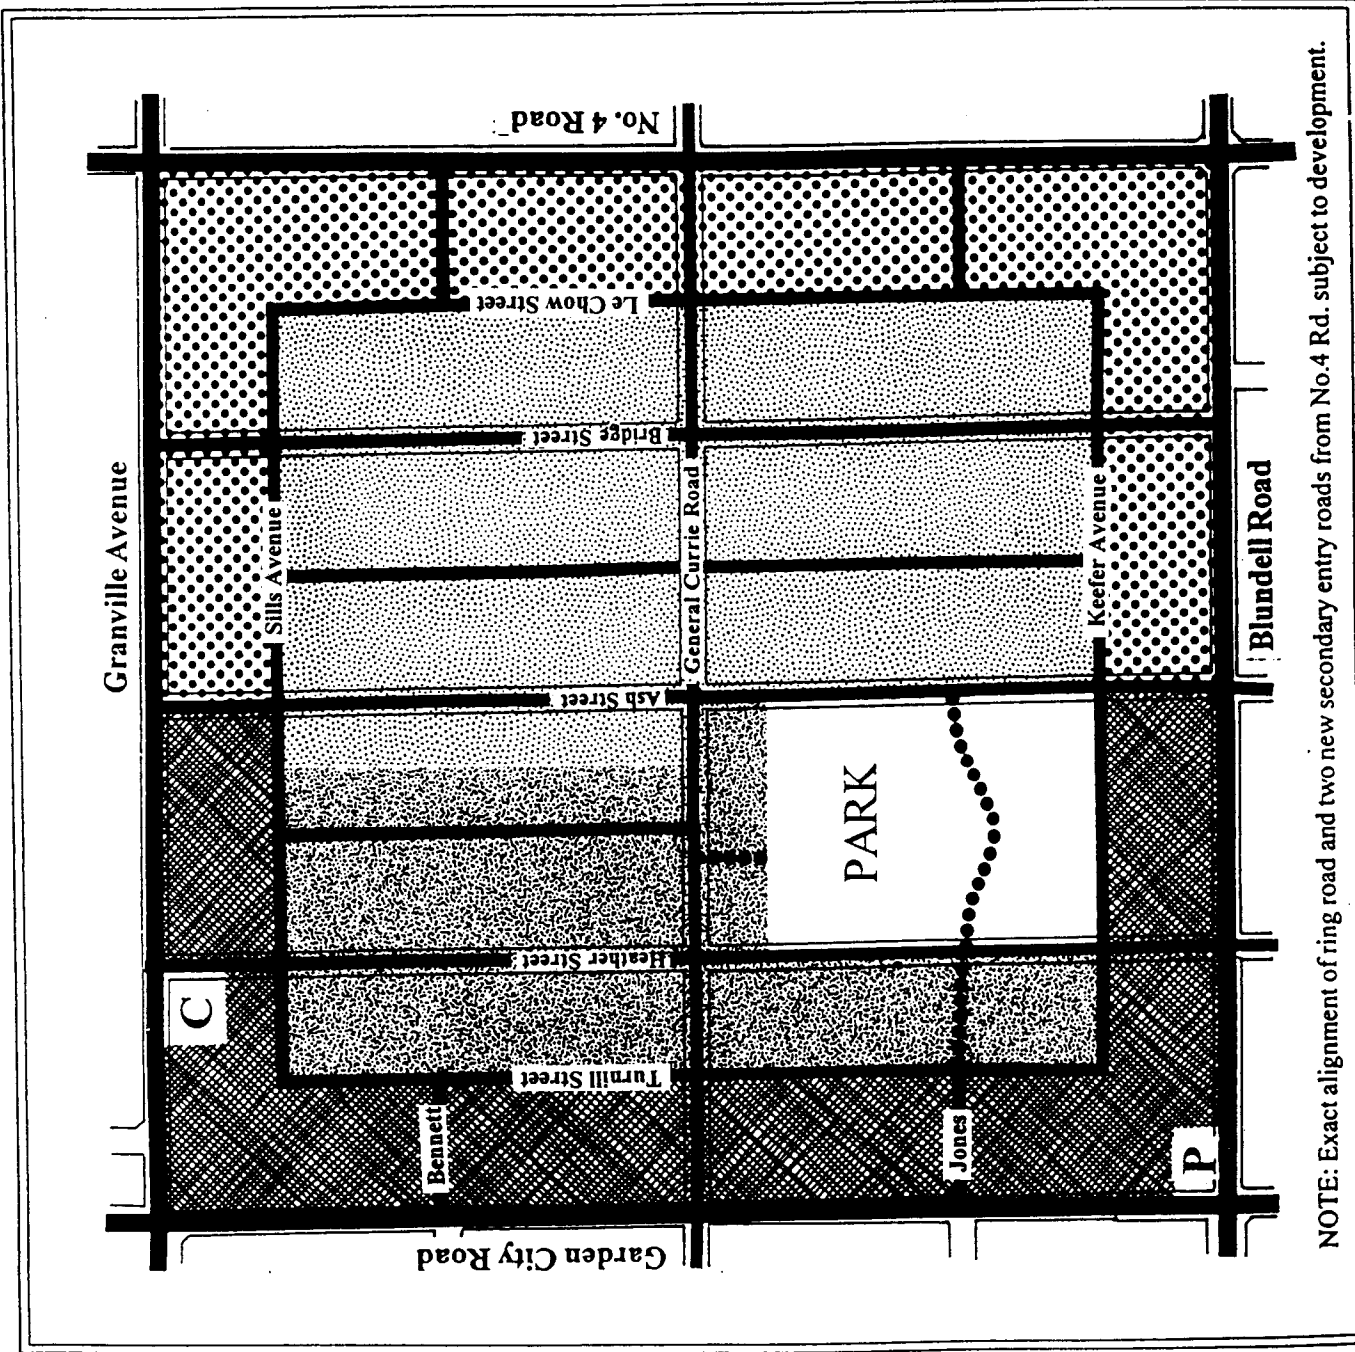 Granville Avenue
No. 4 Road
Le Chow Street
Bridge Street
Sills Avenue
General Currie Road
Keefer Avenue
Blundell Road
Ash Street
PARK
C
Heather Street
Turnill Street
Bennett
Jones
P
Garden City Road
NOTE: Exact alignment of ring road and two new secondary entry roads from No.4 Rd. subject to development.